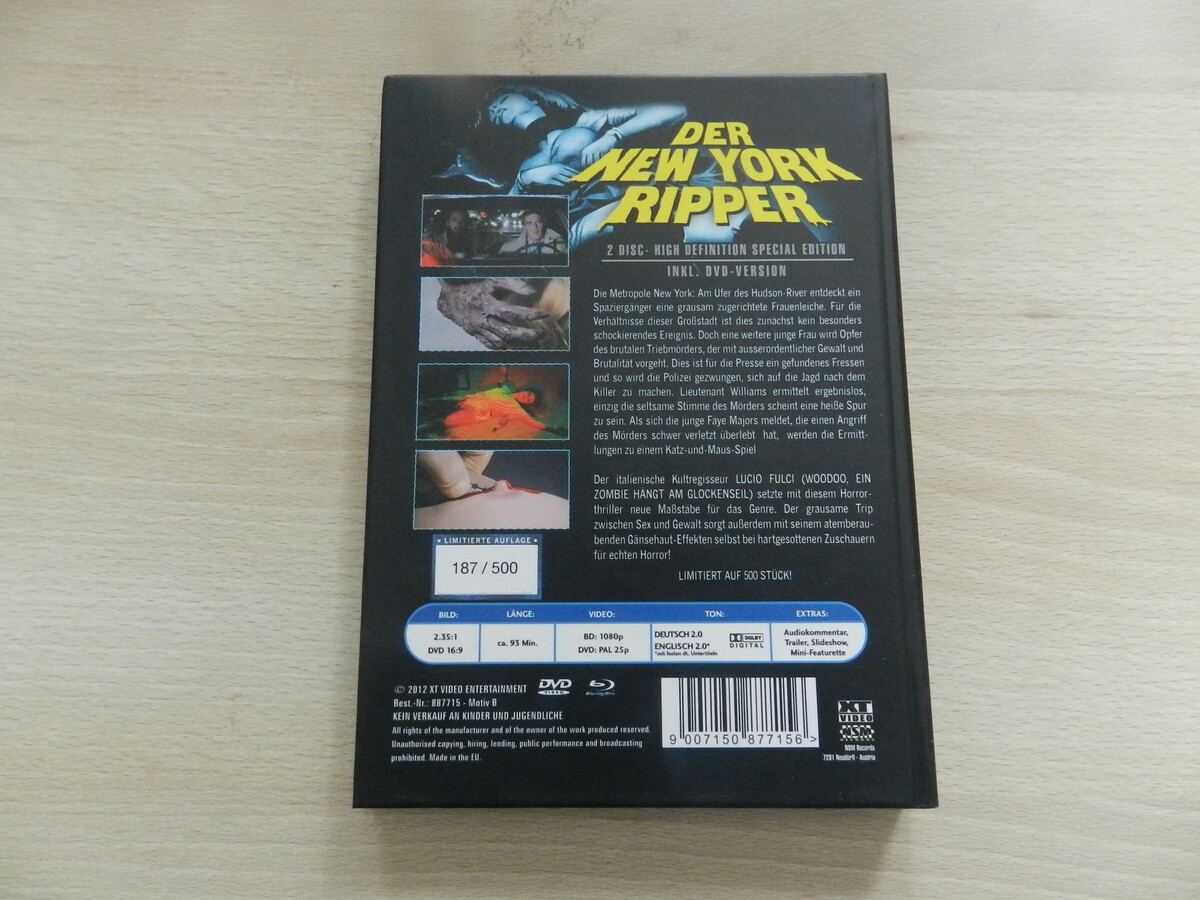 DER
NEW YORK
RIPPER
2 DISC- HIGH DEFINITION SPECIAL EDITION
INKL. DVD-VERSION
Die Metropole New York: Am Ufer des Hudson-River entdeckt ein
Spaziergänger eine grausam zugerichtete Frauenleiche. Für die
Verhältnisse dieser Großstadt ist dies zunächst kein besonders
schockierendes Ereignis. Doch eine weitere junge Frau wird Opfer
des brutalen Triebmörders, der mit ausserordentlicher Gewalt und
Brutalität vorgeht. Dies ist für die Presse ein gefundenes Fressen
und so wird die Polizei gezwungen, sich auf die Jagd nach dem
Killer zu machen. Lieutenant Williams ermittelt ergebnislos,
einzig die seltsame Stimme des Mörders scheint eine heiße Spur
zu sein. Als sich die junge Faye Majors meldet, die einen Angriff
des Mörders schwer verletzt überlebt hat, werden die Ermitt-
lungen zu einem Katz-und-Maus-Spiel
Der italienische Kultregisseur LUCIO FULCI (WOODOO, EIN
ZOMBIE HÄNGT AM GLOCKENSEIL) setzte mit diesem Horror-
thriller neue Maßstäbe für das Genre. Der grausame Trip
zwischen Sex und Gewalt sorgt außerdem mit seinem atemberau-
benden Gänsehaut-Effekten selbst bei hartgesottenen Zuschauern
für echten Horror!
LIMITIERT AUF 500 STÜCK!
• LIMITIERTE AUFLAGE •
187 / 500
BILD:
2.35:1
DVD 16:9
LÄNGE:
ca. 93 Min.
VIDEO:
BD: 1080p
DVD: PAL 25p
TON:
DEUTSCH 2.0
ENGLISCH 2.0*
*mit festen dt. Untertiteln
DOLBY
DIGITAL
EXTRAS:
Audiokommentar,
Trailer, Slideshow,
Mini-Featurette
© 2012 XT VIDEO ENTERTAINMENT
DVD
VIDEO
Blu-ray Disc
Best.-Nr.: 887715 - Motiv B
KEIN VERKAUF AN KINDER UND JUGENDLICHE
All rights of the manufacturer and of the owner of the work produced reserved.
Unauthorised copying, hiring, lending, public performance and broadcasting
prohibited. Made in the EU.
9 007150 877156 >
XT
VIDEO
NSM
NSM Records
7201 Neudörfl - Austria